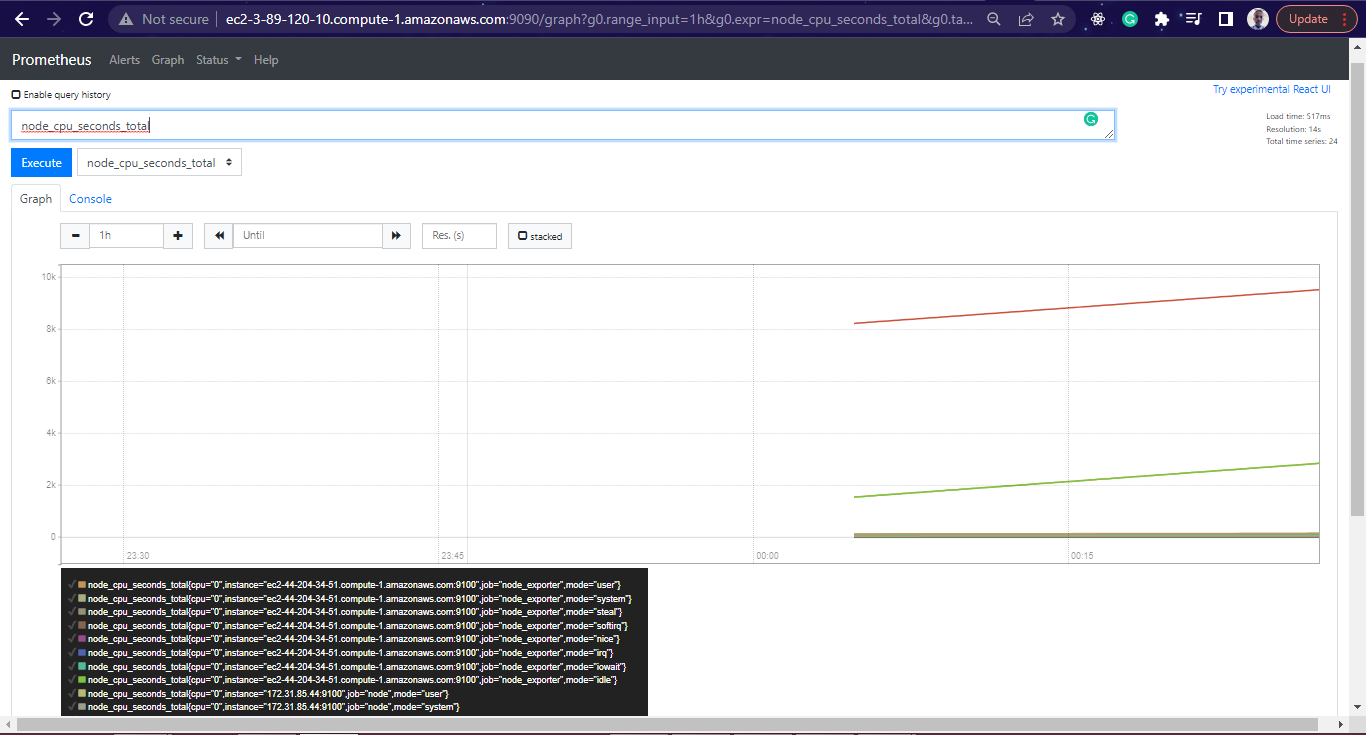 Not secure
ec2-3-89-120-10.compute-1.amazonaws.com:9090/graph?g0.range_input=1h&g0.expr=node_cpu_seconds_total&g0.ta...
Update
Prometheus Alerts Graph Status Help
Enable query history
Try experimental React UI
node_cpu_seconds_total
Load time: 517ms
Resolution: 14s
Total time series: 24
Execute
node_cpu_seconds_total
Graph Console
1h
Until
Res. (s)
stacked
10k
8k
6k
4k
2k
0
23:30 23:45 00:00 00:15
node_cpu_seconds_total{cpu="0",instance="ec2-44-204-34-51.compute-1.amazonaws.com:9100",job="node_exporter",mode="user"}
node_cpu_seconds_total{cpu="0",instance="ec2-44-204-34-51.compute-1.amazonaws.com:9100",job="node_exporter",mode="system"}
node_cpu_seconds_total{cpu="0",instance="ec2-44-204-34-51.compute-1.amazonaws.com:9100",job="node_exporter",mode="steal"}
node_cpu_seconds_total{cpu="0",instance="ec2-44-204-34-51.compute-1.amazonaws.com:9100",job="node_exporter",mode="softirq"}
node_cpu_seconds_total{cpu="0",instance="ec2-44-204-34-51.compute-1.amazonaws.com:9100",job="node_exporter",mode="nice"}
node_cpu_seconds_total{cpu="0",instance="ec2-44-204-34-51.compute-1.amazonaws.com:9100",job="node_exporter",mode="irq"}
node_cpu_seconds_total{cpu="0",instance="ec2-44-204-34-51.compute-1.amazonaws.com:9100",job="node_exporter",mode="iowait"}
node_cpu_seconds_total{cpu="0",instance="ec2-44-204-34-51.compute-1.amazonaws.com:9100",job="node_exporter",mode="idle"}
node_cpu_seconds_total{cpu="0",instance="172.31.85.44:9100",job="node",mode="user"}
node_cpu_seconds_total{cpu="0",instance="172.31.85.44:9100",job="node",mode="system"}